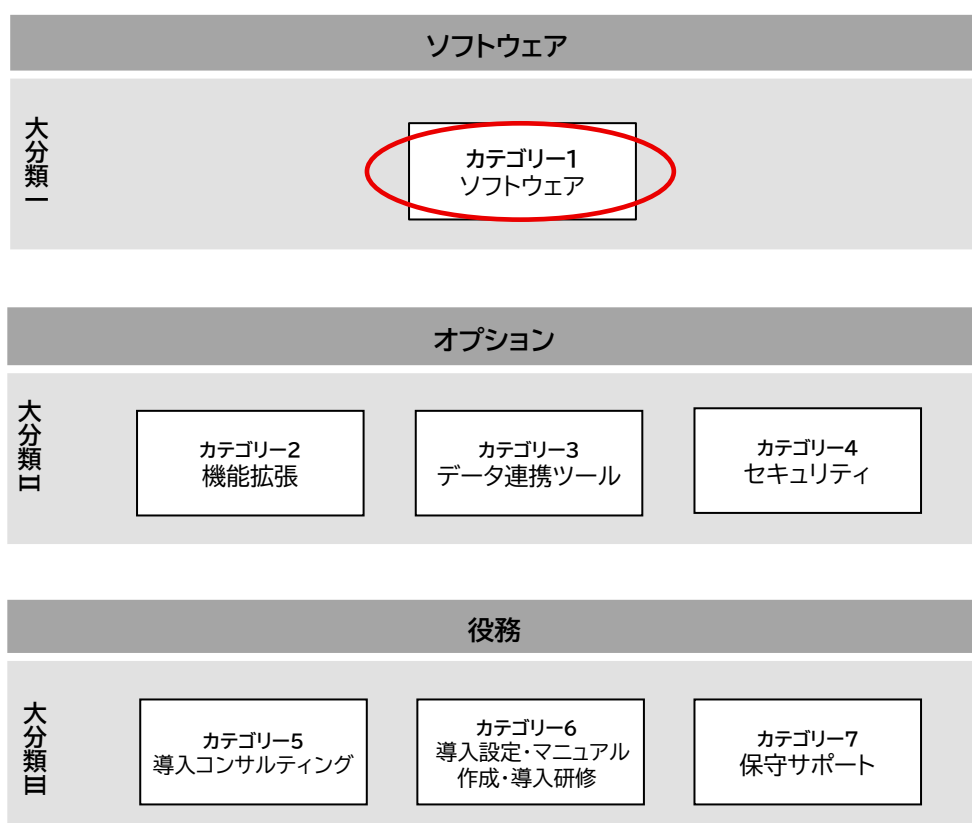 ソフトウェア
大分類Ⅰ
カテゴリー1
ソフトウェア
オプション
大分類Ⅱ
カテゴリー2
機能拡張
カテゴリー3
データ連携ツール
カテゴリー4
セキュリティ
役務
大分類Ⅲ
カテゴリー5
導入コンサルティング
カテゴリー6
導入設定・マニュアル
作成・導入研修
カテゴリー7
保守サポート